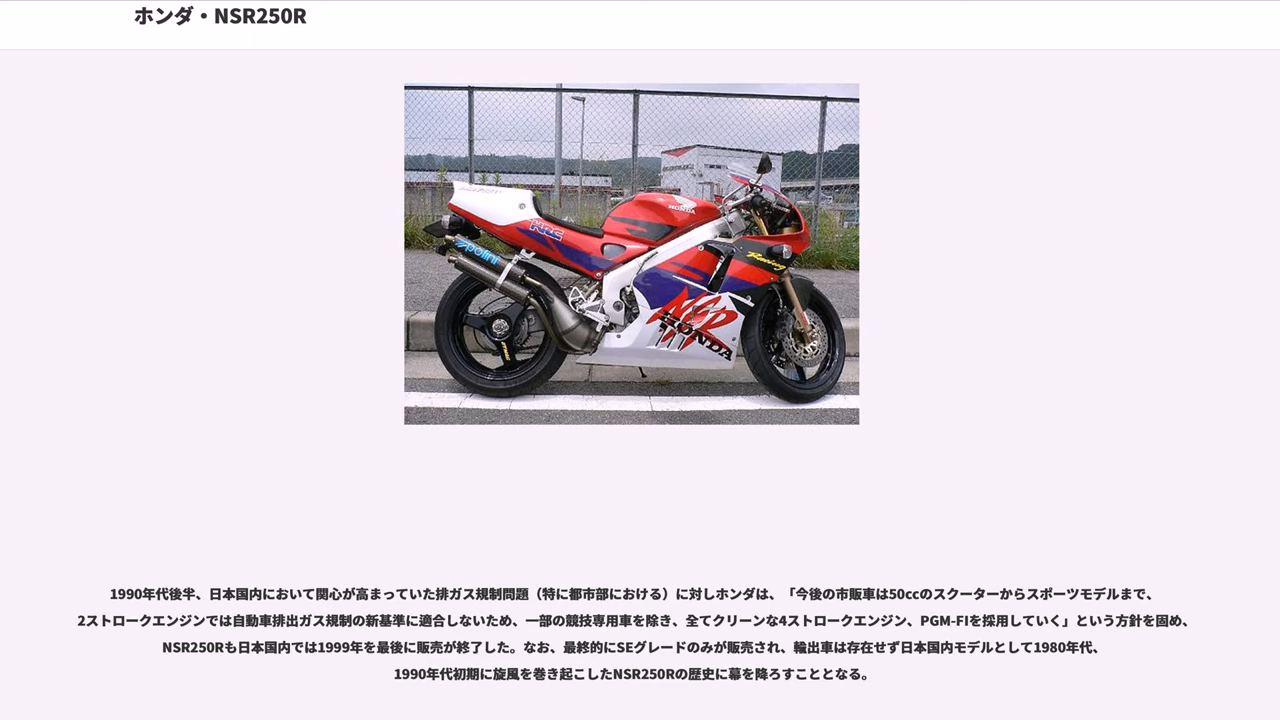 ホンダ・NSR250R
HONDA
HRC
Polini
Racing
NSR
HONDA
1990年代後半、日本国内において関心が高まっていた排ガス規制問題（特に都市部における）に対しホンダは、「今後の市販車は50ccのスクーターからスポーツモデルまで、
2ストロークエンジンでは自動車排出ガス規制の新基準に適合しないため、一部の競技専用車を除き、全てクリーンな4ストロークエンジン、PGM-FIを採用していく」という方針を固め、
NSR250Rも日本国内では1999年を最後に販売が終了した。なお、最終的にSEグレードのみが販売され、輸出車は存在せず日本国内モデルとして1980年代、
1990年代初期に旋風を巻き起こしたNSR250Rの歴史に幕を降ろすこととなる。